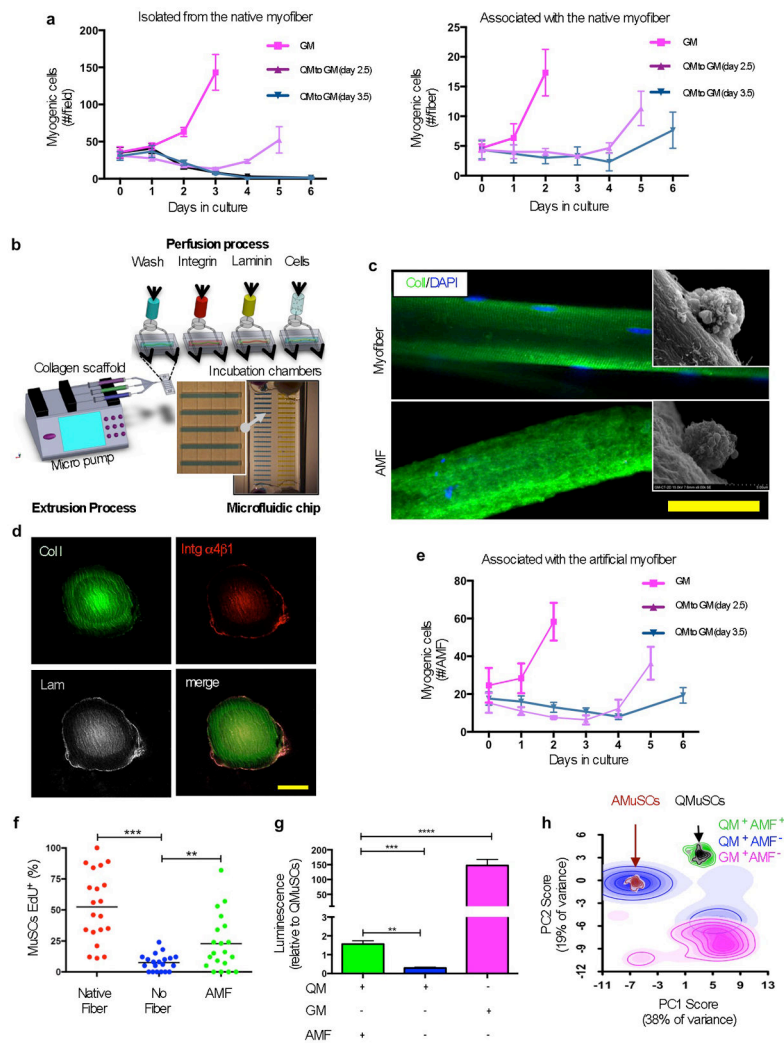 a
Isolated from the native myofiber
Myogenic cells
(#/field)
200
150
100
50
0
0 1 2 3 4 5 6
Days in culture
GM
QM to GM (day 2.5)
QM to GM (day 3.5)
Associated with the native myofiber
Myogenic cells
(#/fiber)
25
20
15
10
5
0
0 1 2 3 4 5 6
Days in culture
GM
QM to GM (day 2.5)
QM to GM (day 3.5)
b
Perfusion process
Wash Integrin Laminin Cells
Collagen scaffold
Incubation chambers
Micro pump
Extrusion Process
Microfluidic chip
c
Coll/DAPI
Myofiber
AMF
d
Col I
Intg α4β1
Lam
merge
e
Associated with the artificial myofiber
Myogenic cells
(#/AMF)
80
60
40
20
0
0 1 2 3 4 5 6
Days in culture
GM
QM to GM (day 2.5)
QM to GM (day 3.5)
f
MuSCs EdU+ (%)
100
75
50
25
0
***
**
Native
Fiber
No
Fiber
AMF
g
Luminescence
(relative to QMuSCs)
200
150
100
50
2
1
0
****
***
**
QM + + -
GM - - +
AMF + - -
h
AMuSCs QMuSCs
QM+AMF+
QM+AMF-
GM+AMF-
PC2 Score
(19% of variance)
6
3
0
-3
-6
-9
-12
-11 -7 -3 1 5 9 13
PC1 Score
(38% of variance)